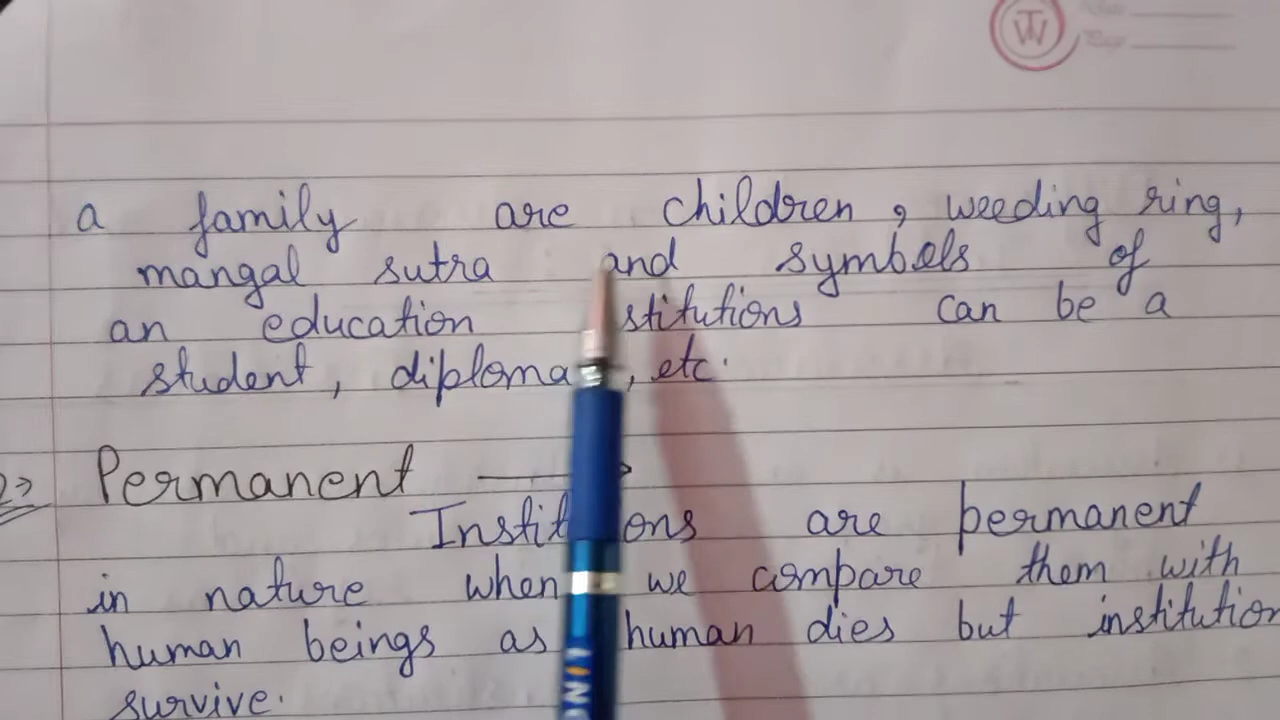 a family are children, weeding ring,
mangal sutra and symbols of
an education stitutions can be a
student, diploma, etc.
2=> Permanent →
Instit ons are permanent
in nature when we compare them with
human beings as human dies but institution
survive.